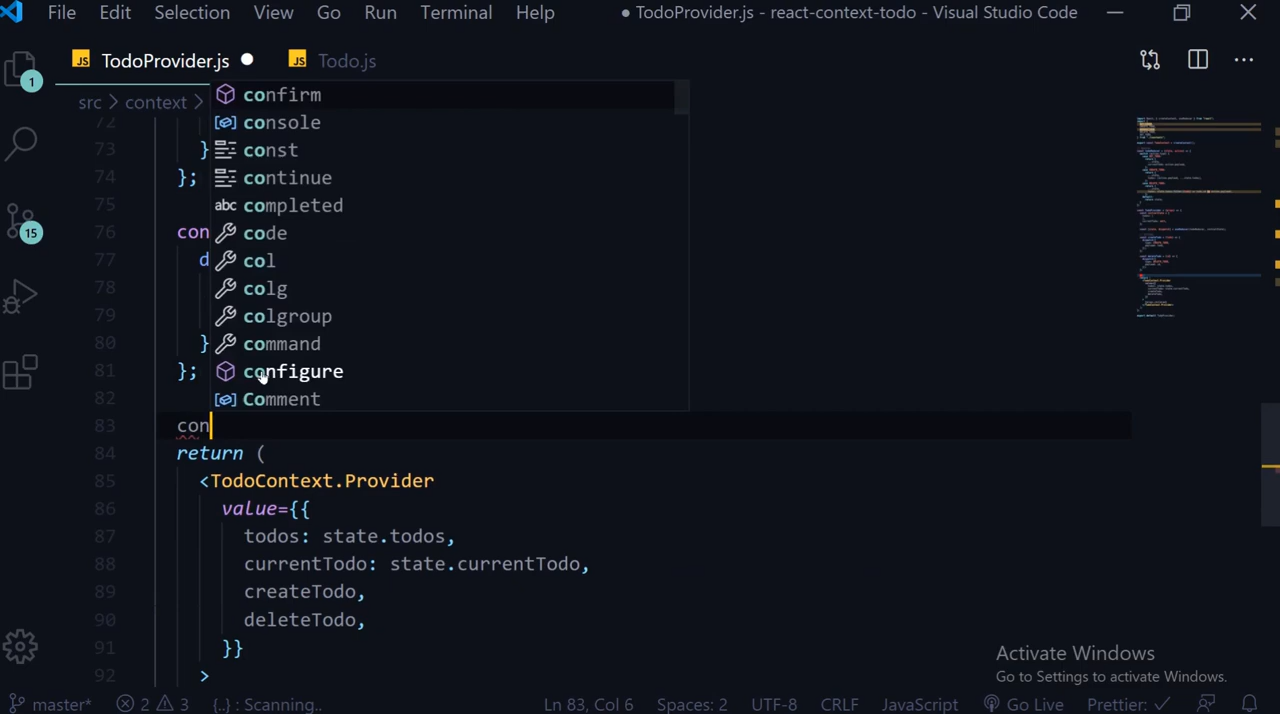 File Edit Selection View Go Run Terminal Help ● TodoProvider.js - react-context-todo - Visual Studio Code
JS TodoProvider.js JS Todo.js
1
src > context >
confirm
72
console
73 } const
74 }; continue
75 completed
76 con code
77 d col
78 colg
79 colgroup
80 } command
81 }; configure
82 Comment
83 con
84 return (
85 <TodoContext.Provider
86 value={{
87 todos: state.todos,
88 currentTodo: state.currentTodo,
89 createTodo,
90 deleteTodo,
91 }}
92 >
15
abc
Activate Windows
Go to Settings to activate Windows.
master* 2 3 {..} : Scanning.. Ln 83, Col 6 Spaces: 2 UTF-8 CRLF JavaScript Go Live Prettier: ✓